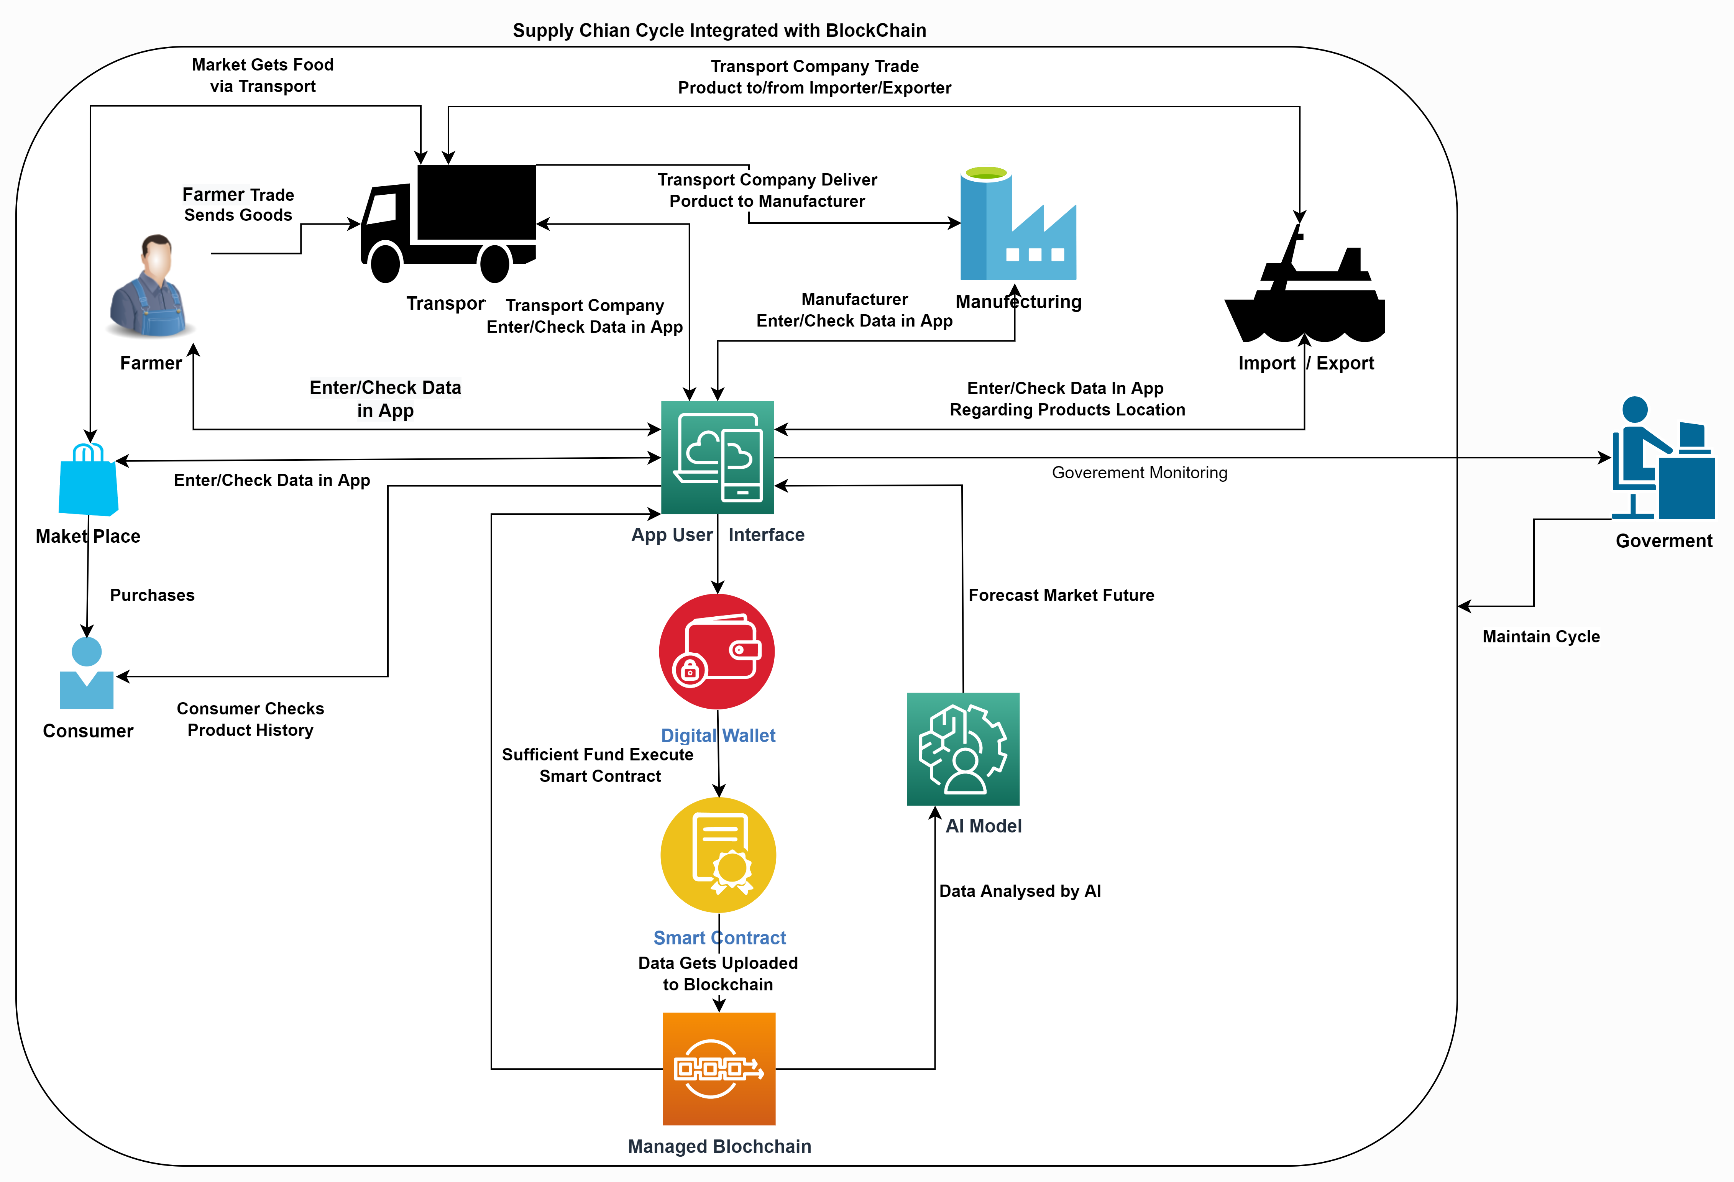 Supply Chian Cycle Integrated with BlockChain
Market Gets Food
via Transport
Transport Company Trade
Product to/from Importer/Exporter
Farmer Trade
Sends Goods
Transport Company Deliver
Porduct to Manufacturer
Transpor
Transport Company
Enter/Check Data in App
Manufacturer
Enter/Check Data in App
Manufecturing
Farmer
Import / Export
Enter/Check Data
in App
Enter/Check Data In App
Regarding Products Location
Enter/Check Data in App
Goverement Monitoring
Maket Place
App User Interface
Goverment
Purchases
Forecast Market Future
Maintain Cycle
Consumer
Consumer Checks
Product History
Digital Wallet
Sufficient Fund Execute
Smart Contract
AI Model
Data Analysed by AI
Smart Contract
Data Gets Uploaded
to Blockchain
Managed Blochchain